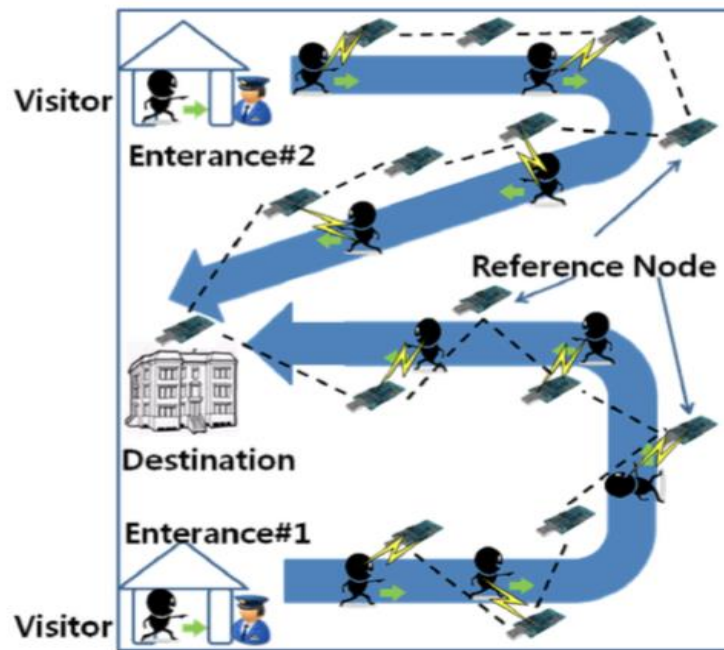 Visitor
Enterance#2
Reference Node
Destination
Enterance#1
Visitor